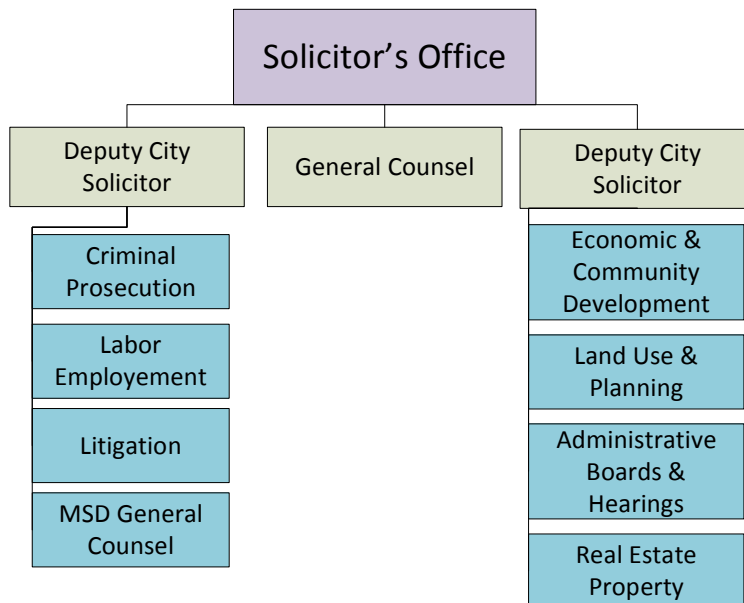 Solicitor’s Office
Deputy City
Solicitor
General Counsel
Deputy City
Solicitor
Criminal
Prosecution
Labor
Employement
Litigation
MSD General
Counsel
Economic &
Community
Development
Land Use &
Planning
Administrative
Boards &
Hearings
Real Estate
Property